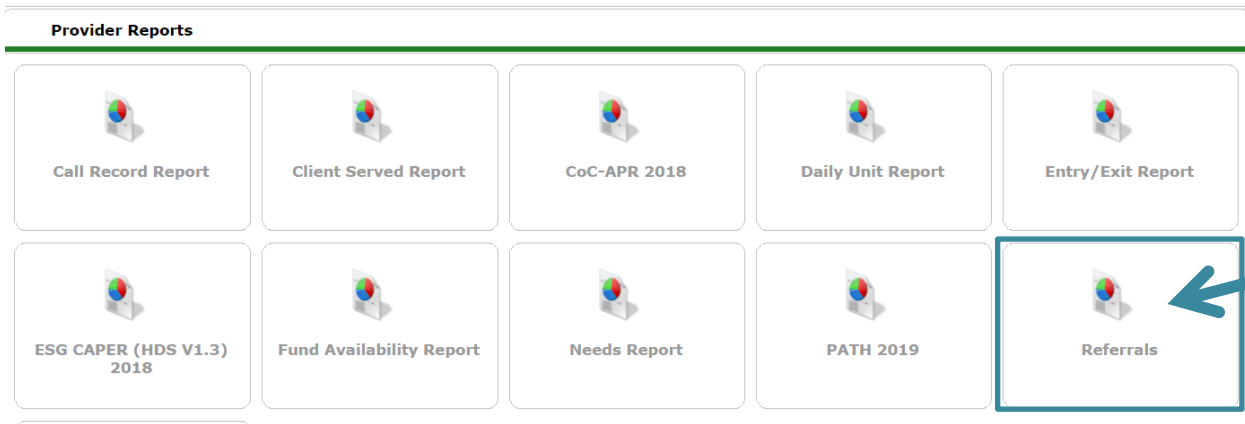 Provider Reports
Call Record Report
Client Served Report
CoC-APR 2018
Daily Unit Report
Entry/Exit Report
ESG CAPER (HDS V1.3)
2018
Fund Availability Report
Needs Report
PATH 2019
Referrals